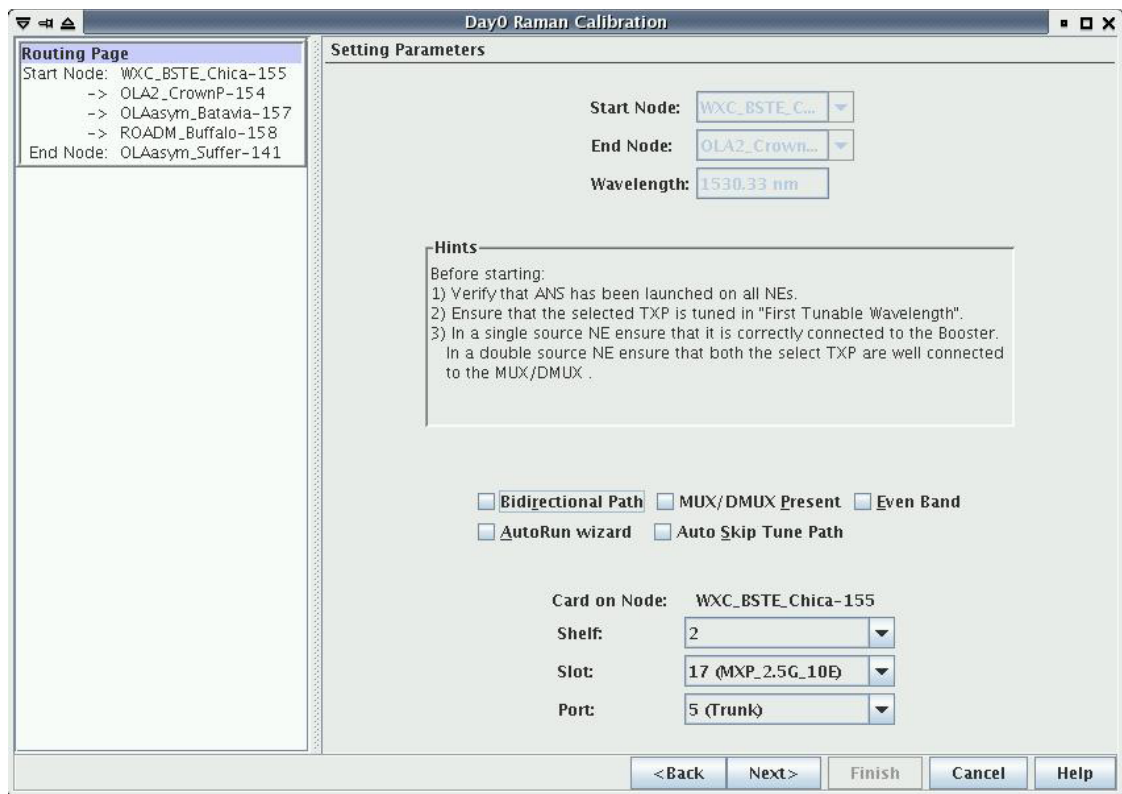 Day0 Raman Calibration
Routing Page
Start Node: WXC_BSTE_Chica-155
-> OLA2_CrownP-154
-> OLAasym_Batavia-157
-> ROADM_Buffalo-158
End Node: OLAasym_Suffer-141
Setting Parameters
Start Node: WXC_BSTE_C...
End Node: OLA2_Crown...
Wavelength: 1530.33 nm
Hints
Before starting:
1) Verify that ANS has been launched on all NEs.
2) Ensure that the selected TXP is tuned in "First Tunable Wavelength".
3) In a single source NE ensure that it is correctly connected to the Booster.
In a double source NE ensure that both the select TXP are well connected
to the MUX/DMUX .
Bidirectional Path MUX/DMUX Present Even Band
AutoRun wizard Auto Skip Tune Path
Card on Node: WXC_BSTE_Chica-155
Shelf: 2
Slot: 17 (MXP_2.5G_10E)
Port: 5 (Trunk)
<Back Next> Finish Cancel Help